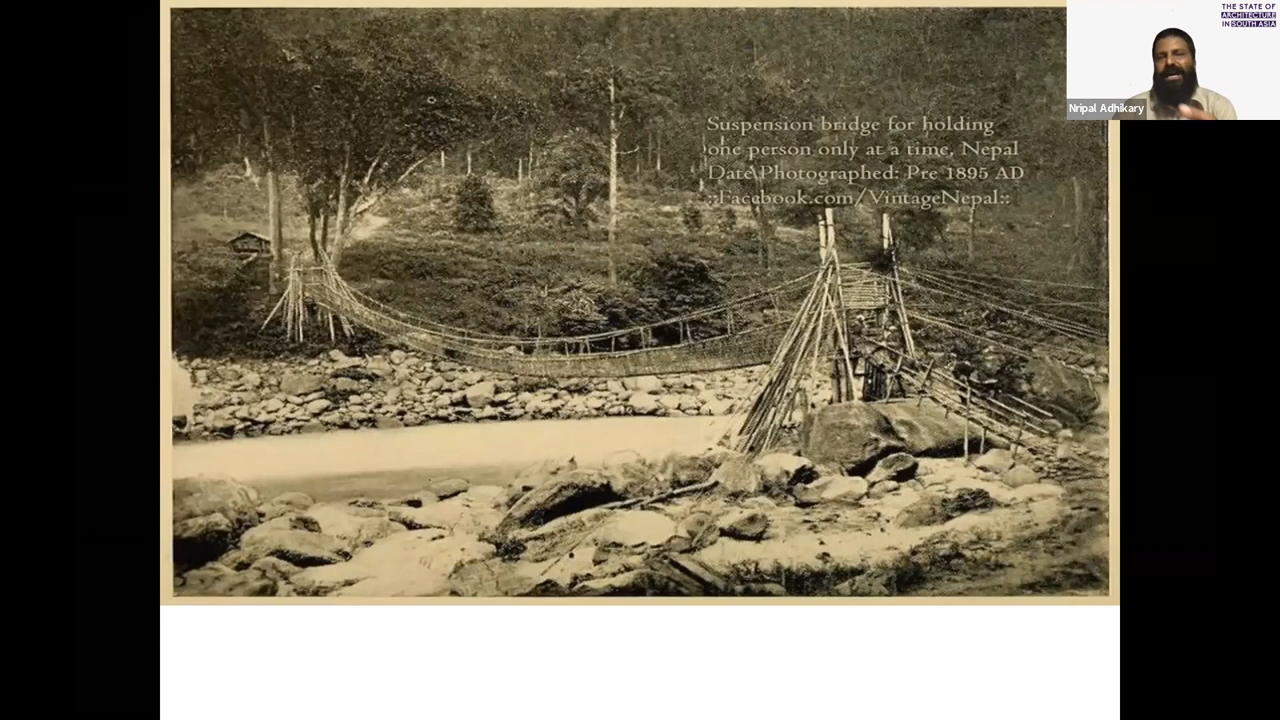 THE STATE OF
ARCHITECTURE
IN SOUTH ASIA
Nripal Adhikary
Suspension bridge for holding
one person only at a time, Nepal
Date Photographed: Pre 1895 AD
::Facebook.com/VintageNepal::